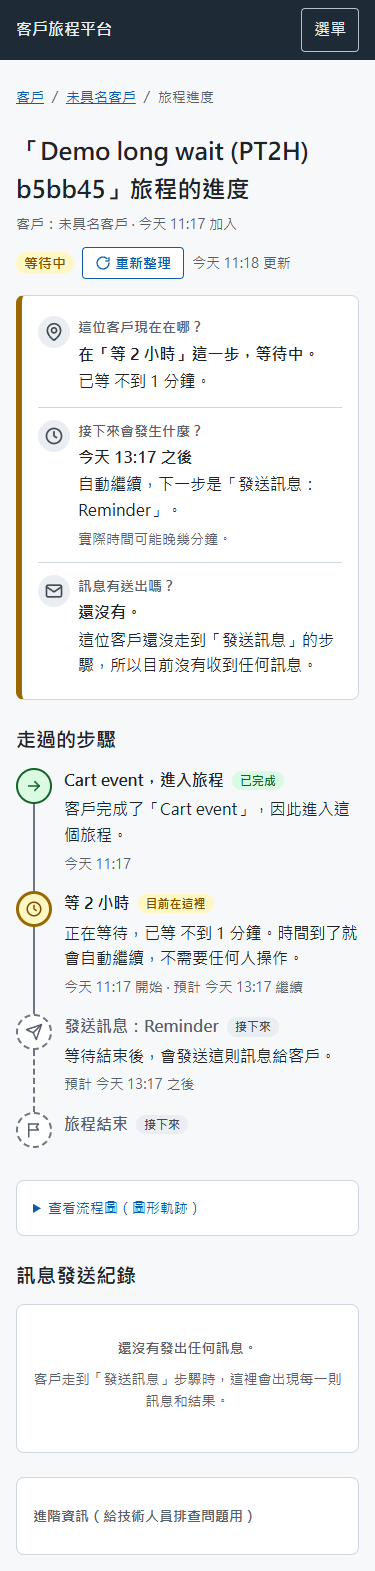 客戶旅程平台
選單
客戶 / 未具名客戶 / 旅程進度
「Demo long wait (PT2H)
b5bb45」旅程的進度
客戶：未具名客戶 · 今天 11:17 加入
等待中
重新整理
今天 11:18 更新
這位客戶現在在哪？
在「等 2 小時」這一步，等待中。
已等 不到 1 分鐘。
接下來會發生什麼？
今天 13:17 之後
自動繼續，下一步是「發送訊息：
Reminder」。
實際時間可能晚幾分鐘。
訊息有送出嗎？
還沒有。
這位客戶還沒走到「發送訊息」的步
驟，所以目前沒有收到任何訊息。
走過的步驟
Cart event，進入旅程 已完成
客戶完成了「Cart event」，因此進入這
個旅程。
今天 11:17
等 2 小時 目前在這裡
正在等待，已等 不到 1 分鐘。時間到了就
會自動繼續，不需要任何人操作。
今天 11:17 開始 · 預計 今天 13:17 繼續
發送訊息：Reminder 接下來
等待結束後，會發送這則訊息給客戶。
預計 今天 13:17 之後
旅程結束 接下來
查看流程圖（圖形軌跡）
訊息發送紀錄
還沒有發出任何訊息。
客戶走到「發送訊息」步驟時，這裡會出現每一則
訊息和結果。
進階資訊（給技術人員排查問題用）